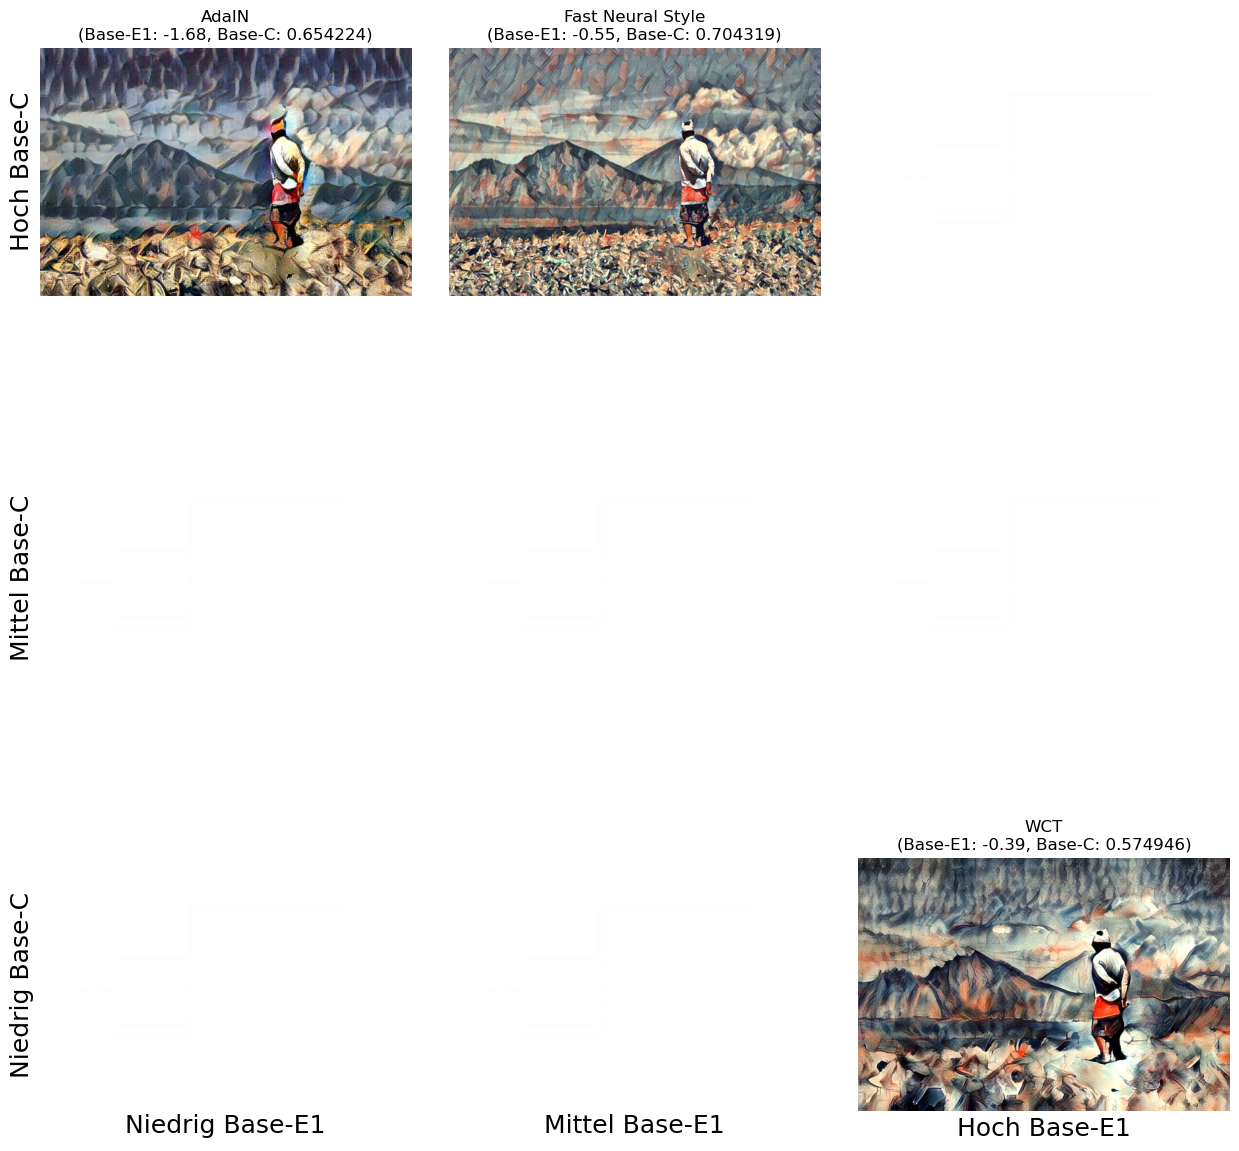 AdaIN
(Base-E1: -1.68, Base-C: 0.654224)
Fast Neural Style
(Base-E1: -0.55, Base-C: 0.704319)
Hoch Base-C
Mittel Base-C
WCT
(Base-E1: -0.39, Base-C: 0.574946)
Niedrig Base-C
Niedrig Base-E1
Mittel Base-E1
Hoch Base-E1